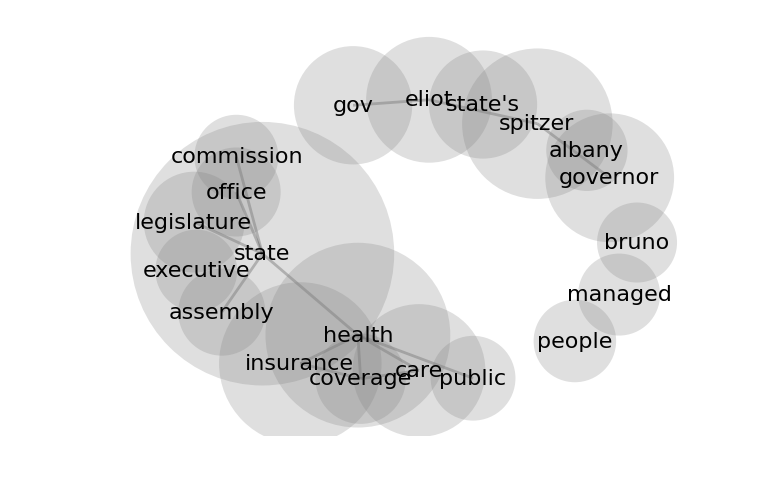 gov
eliot
state's
spitzer
albany
commission
governor
office
legislature
bruno
state
executive
managed
assembly
health
people
insurance
care
coverage
public